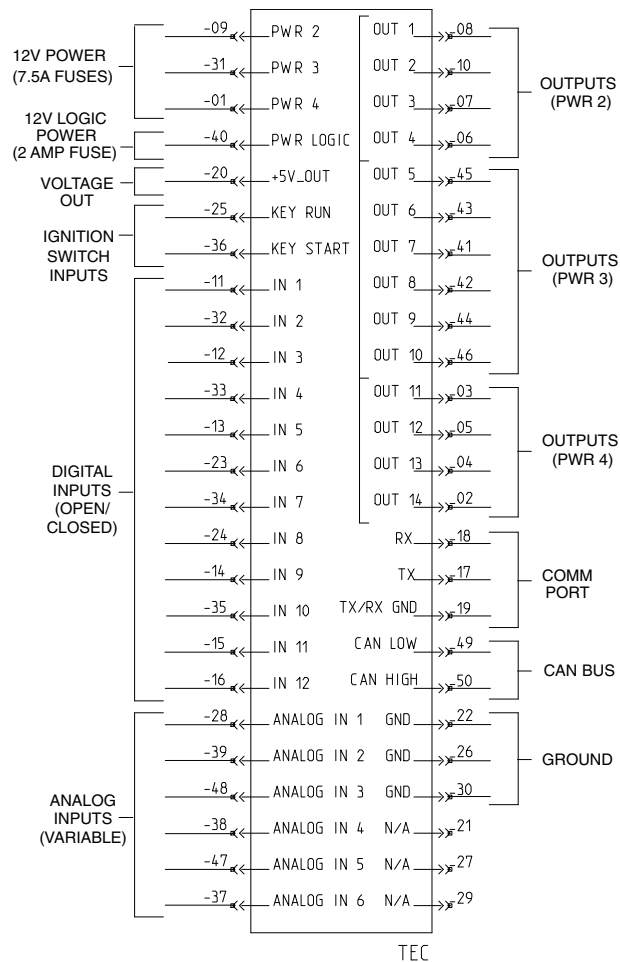 12V POWER
(7.5A FUSES)
12V LOGIC
POWER
(2 AMP FUSE)
VOLTAGE
OUT
IGNITION
SWITCH
INPUTS
DIGITAL
INPUTS
(OPEN/
CLOSED)
ANALOG
INPUTS
(VARIABLE)
-09 PWR 2 OUT 1 -08
-31 PWR 3 OUT 2 -10
-01 PWR 4 OUT 3 -07
-40 PWR LOGIC OUT 4 -06
-20 +5V_OUT OUT 5 -45
-25 KEY RUN OUT 6 -43
-36 KEY START OUT 7 -41
-11 IN 1 OUT 8 -42
-32 IN 2 OUT 9 -44
-12 IN 3 OUT 10 -46
-33 IN 4 OUT 11 -03
-13 IN 5 OUT 12 -05
-23 IN 6 OUT 13 -04
-34 IN 7 OUT 14 -02
-24 IN 8 RX -18
-14 IN 9 TX -17
-35 IN 10 TX/RX GND -19
-15 IN 11 CAN LOW -49
-16 IN 12 CAN HIGH -50
-28 ANALOG IN 1 GND -22
-39 ANALOG IN 2 GND -26
-48 ANALOG IN 3 GND -30
-38 ANALOG IN 4 N/A -21
-47 ANALOG IN 5 N/A -27
-37 ANALOG IN 6 N/A -29
OUTPUTS
(PWR 2)
OUTPUTS
(PWR 3)
OUTPUTS
(PWR 4)
COMM
PORT
CAN BUS
GROUND
TEC